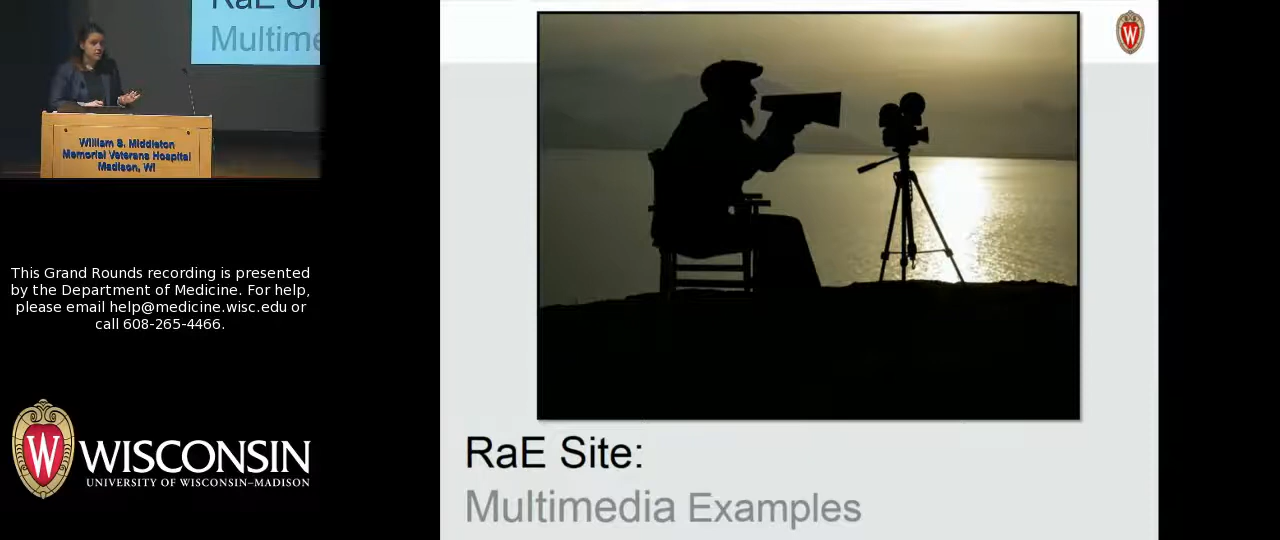 RaE Si
Multime
William S. Middleton
Memorial Veterans Hospital
Madison, WI
This Grand Rounds recording is presented
by the Department of Medicine. For help,
please email help@medicine.wisc.edu or
call 608-265-4466.
W WISCONSIN
UNIVERSITY OF WISCONSIN–MADISON
W
RaE Site:
Multimedia Examples